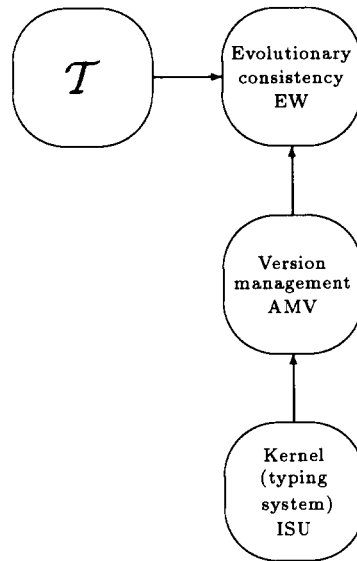 𝒯
Evolutionary
consistency
EW
Version
management
AMV
Kernel
(typing
system)
ISU